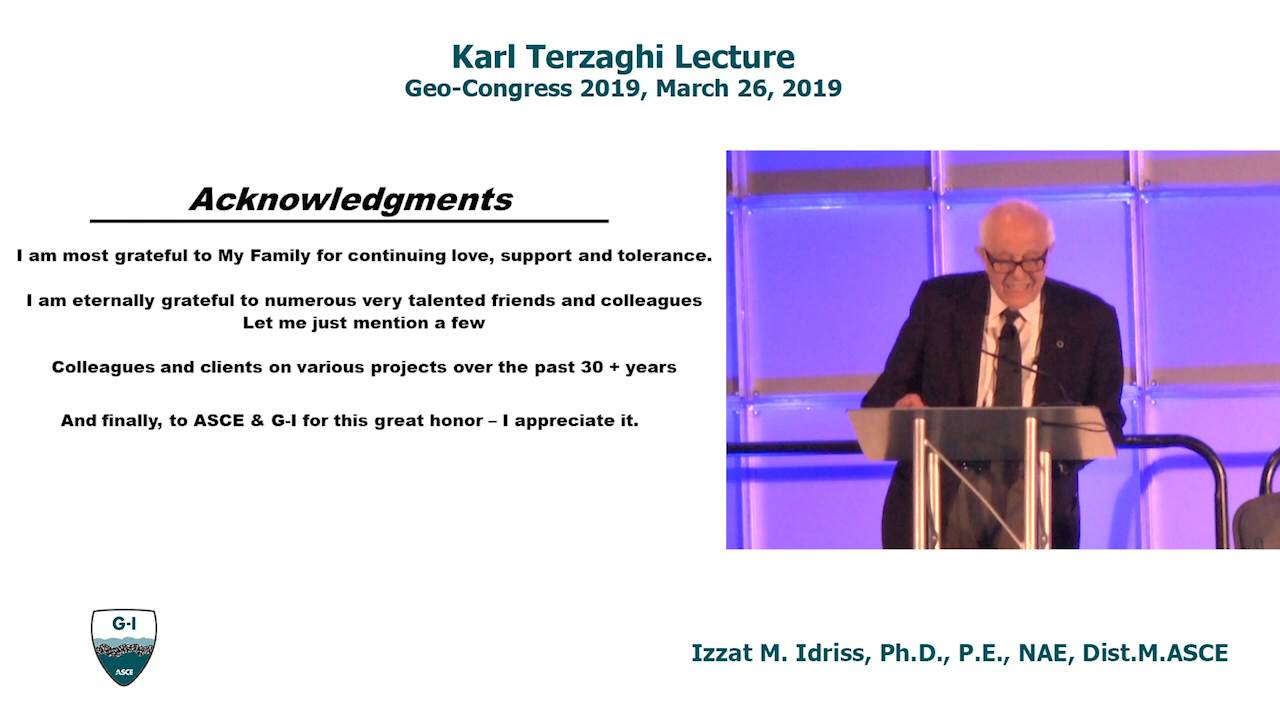 Karl Terzaghi Lecture
Geo-Congress 2019, March 26, 2019
Acknowledgments
I am most grateful to My Family for continuing love, support and tolerance.
I am eternally grateful to numerous very talented friends and colleagues
Let me just mention a few
Colleagues and clients on various projects over the past 30 + years
And finally, to ASCE & G-I for this great honor – I appreciate it.
G-I
ASCE
Izzat M. Idriss, Ph.D., P.E., NAE, Dist.M.ASCE